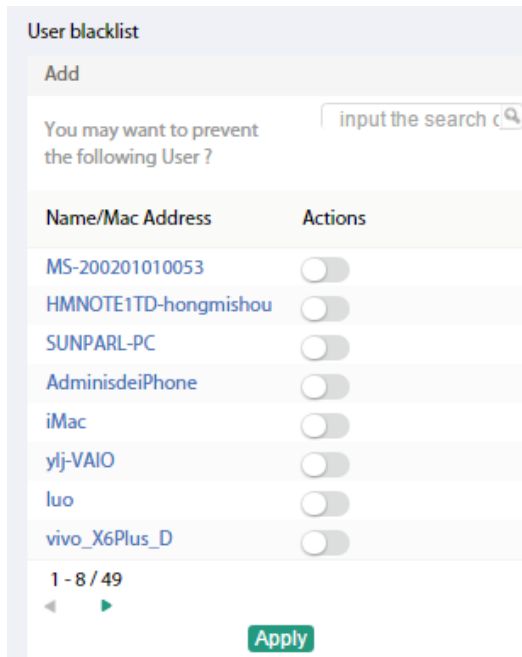 User blacklist
Add
You may want to prevent
the following User ?
input the search
Name/Mac Address Actions
MS-200201010053
HMNOTE1TD-hongmishou
SUNPARL-PC
AdminisdeiPhone
iMac
ylj-VAIO
luo
vivo_X6Plus_D
1 - 8 / 49
Apply